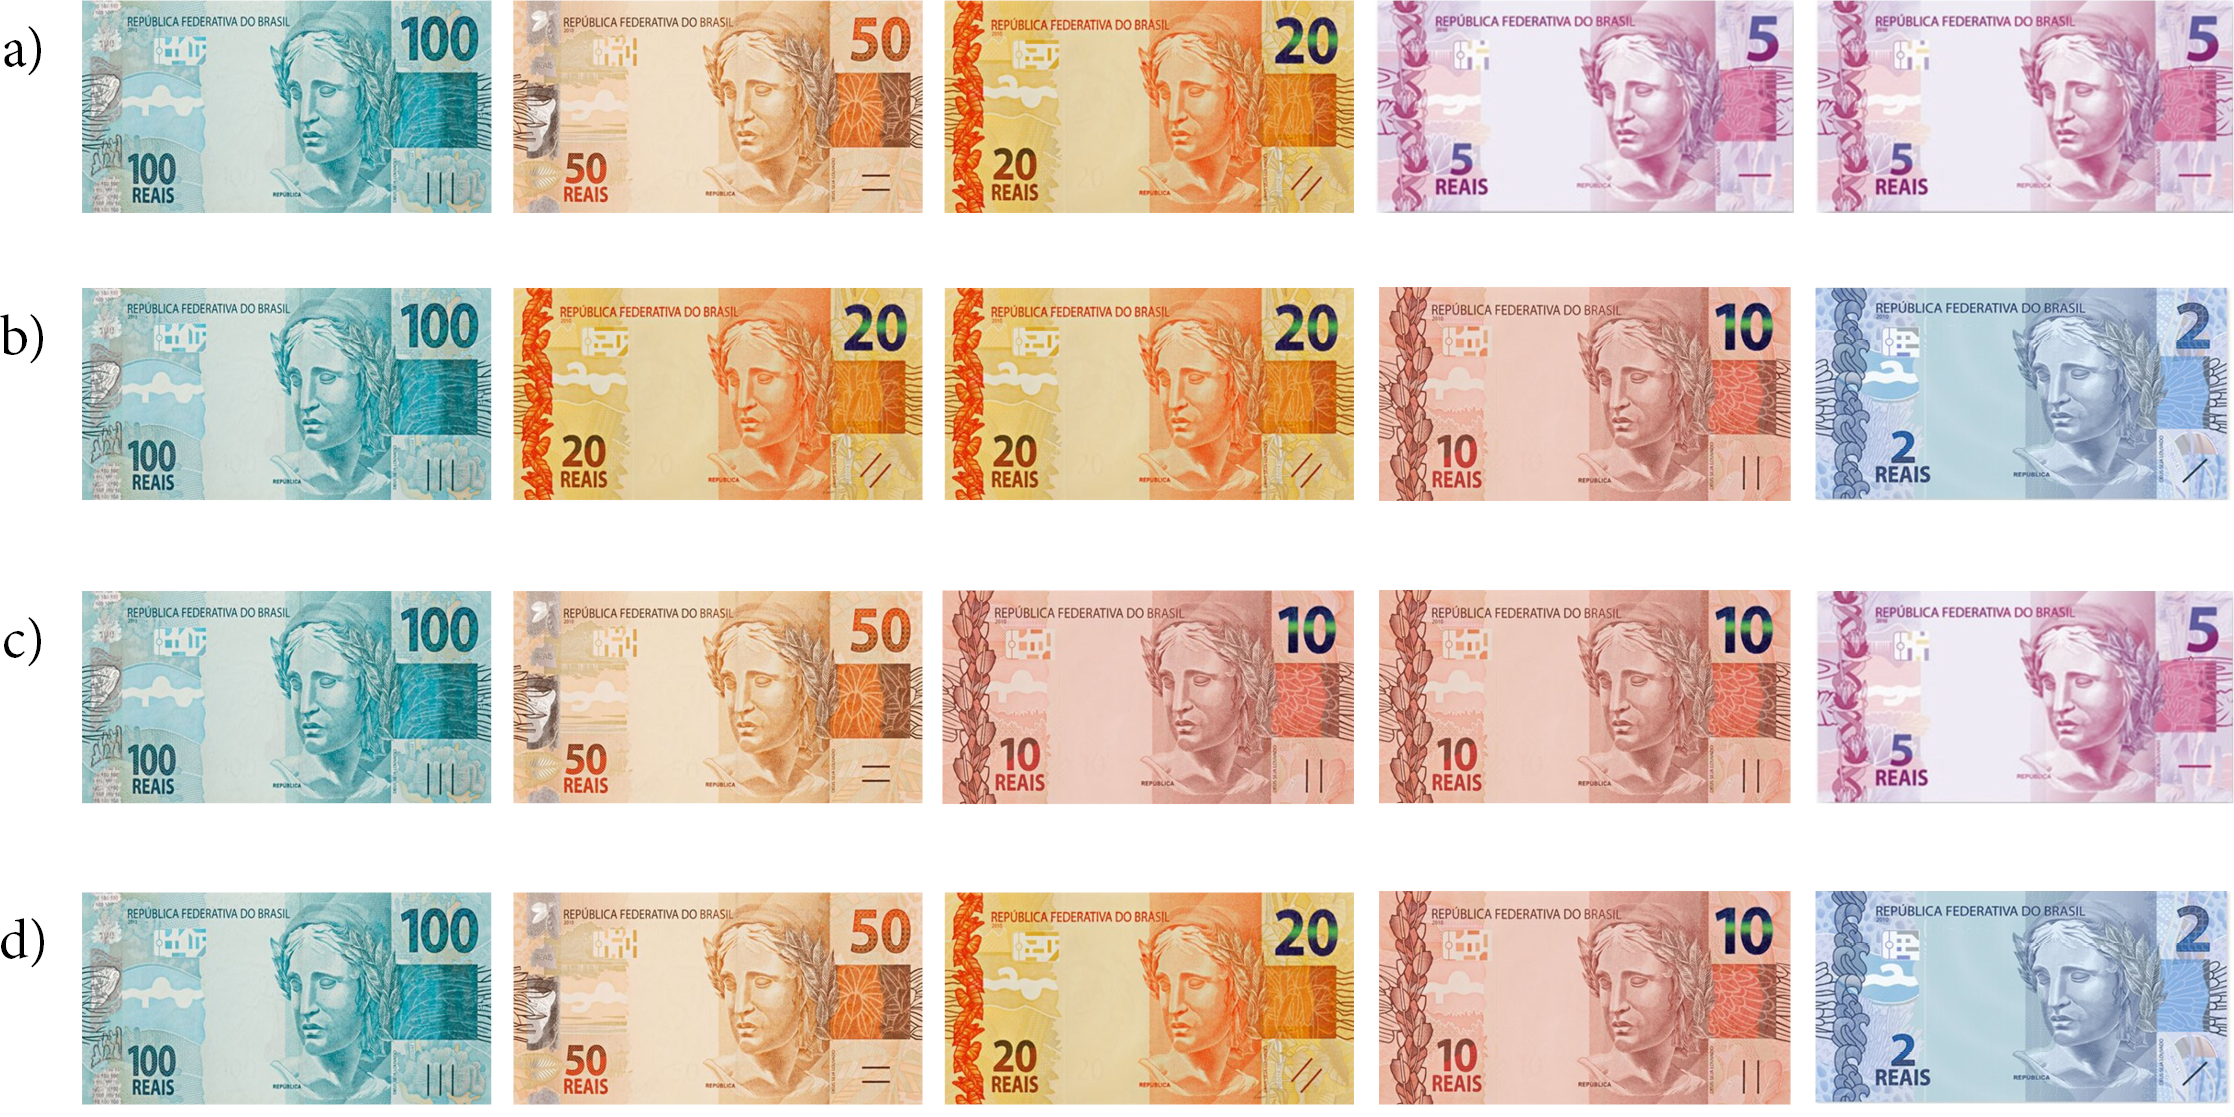 a)
REPÚBLICA FEDERATIVA DO BRASIL 100
100 REAIS REPÚBLICA
REPÚBLICA FEDERATIVA DO BRASIL 50
50 REAIS REPÚBLICA
REPÚBLICA FEDERATIVA DO BRASIL 20
20 REAIS REPÚBLICA
REPÚBLICA FEDERATIVA DO BRASIL 5
5 REAIS REPÚBLICA
REPÚBLICA FEDERATIVA DO BRASIL 5
5 REAIS REPÚBLICA
b)
REPÚBLICA FEDERATIVA DO BRASIL 100
100 REAIS REPÚBLICA
REPÚBLICA FEDERATIVA DO BRASIL 20
20 REAIS REPÚBLICA
REPÚBLICA FEDERATIVA DO BRASIL 20
20 REAIS REPÚBLICA
REPÚBLICA FEDERATIVA DO BRASIL 10
10 REAIS REPÚBLICA
REPÚBLICA FEDERATIVA DO BRASIL 2
2 REAIS REPÚBLICA
c)
REPÚBLICA FEDERATIVA DO BRASIL 100
100 REAIS REPÚBLICA
REPÚBLICA FEDERATIVA DO BRASIL 50
50 REAIS REPÚBLICA
REPÚBLICA FEDERATIVA DO BRASIL 10
10 REAIS REPÚBLICA
REPÚBLICA FEDERATIVA DO BRASIL 10
10 REAIS REPÚBLICA
REPÚBLICA FEDERATIVA DO BRASIL 5
5 REAIS REPÚBLICA
d)
REPÚBLICA FEDERATIVA DO BRASIL 100
100 REAIS REPÚBLICA
REPÚBLICA FEDERATIVA DO BRASIL 50
50 REAIS REPÚBLICA
REPÚBLICA FEDERATIVA DO BRASIL 20
20 REAIS REPÚBLICA
REPÚBLICA FEDERATIVA DO BRASIL 10
10 REAIS REPÚBLICA
REPÚBLICA FEDERATIVA DO BRASIL 2
2 REAIS REPÚBLICA